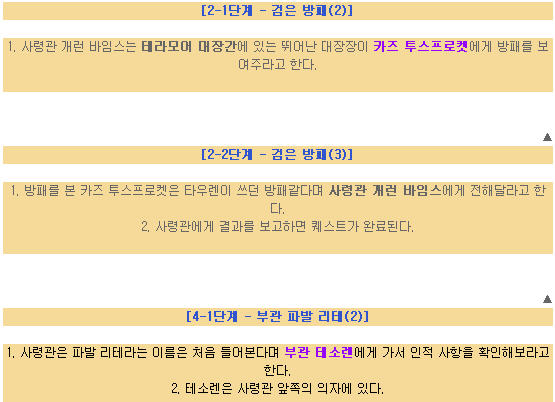 [2-1단계 - 검은 방패(2)]
1. 사령관 개런 바임스는 테라모어 대장간에 있는 뛰어난 대장장이 카즈 투스프로켓에게 방패를 보
여주라고 한다.
▲
[2-2단계 - 검은 방패(3)]
1. 방패를 본 카즈 투스프로켓은 타우렌이 쓰던 방패같다며 사령관 개런 바임스에게 전해달라고 한
다.
2. 사령관에게 결과를 보고하면 퀘스트가 완료된다.
▲
[4-1단계 - 부관 파발 리테(2)]
1. 사령관은 파발 리테라는 이름은 처음 들어본다며 부관 테소렌에게 가서 인적 사항을 확인해보라고
한다.
2. 테소렌은 사령관 앞쪽의 의자에 있다.